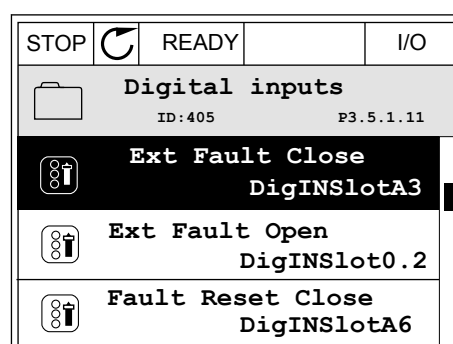 STOP READY I/O
Digital inputs
ID:405 P3.5.1.11
Ext Fault Close
DigINSlotA3
Ext Fault Open
DigINSlot0.2
Fault Reset Close
DigINSlotA6